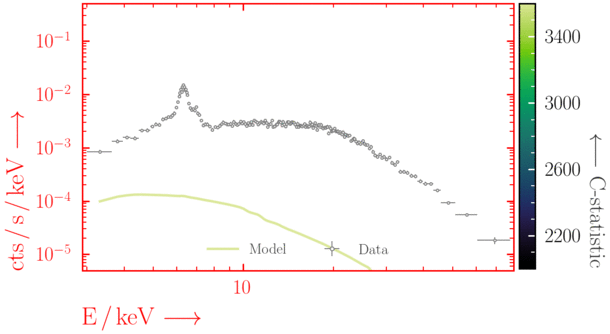 10⁻¹
10⁻²
10⁻³
10⁻⁴
10⁻⁵
cts / s / keV ⟶
Model
Data
10
E / keV ⟶
3400
3000
2600
2200
⟵ C-statistic